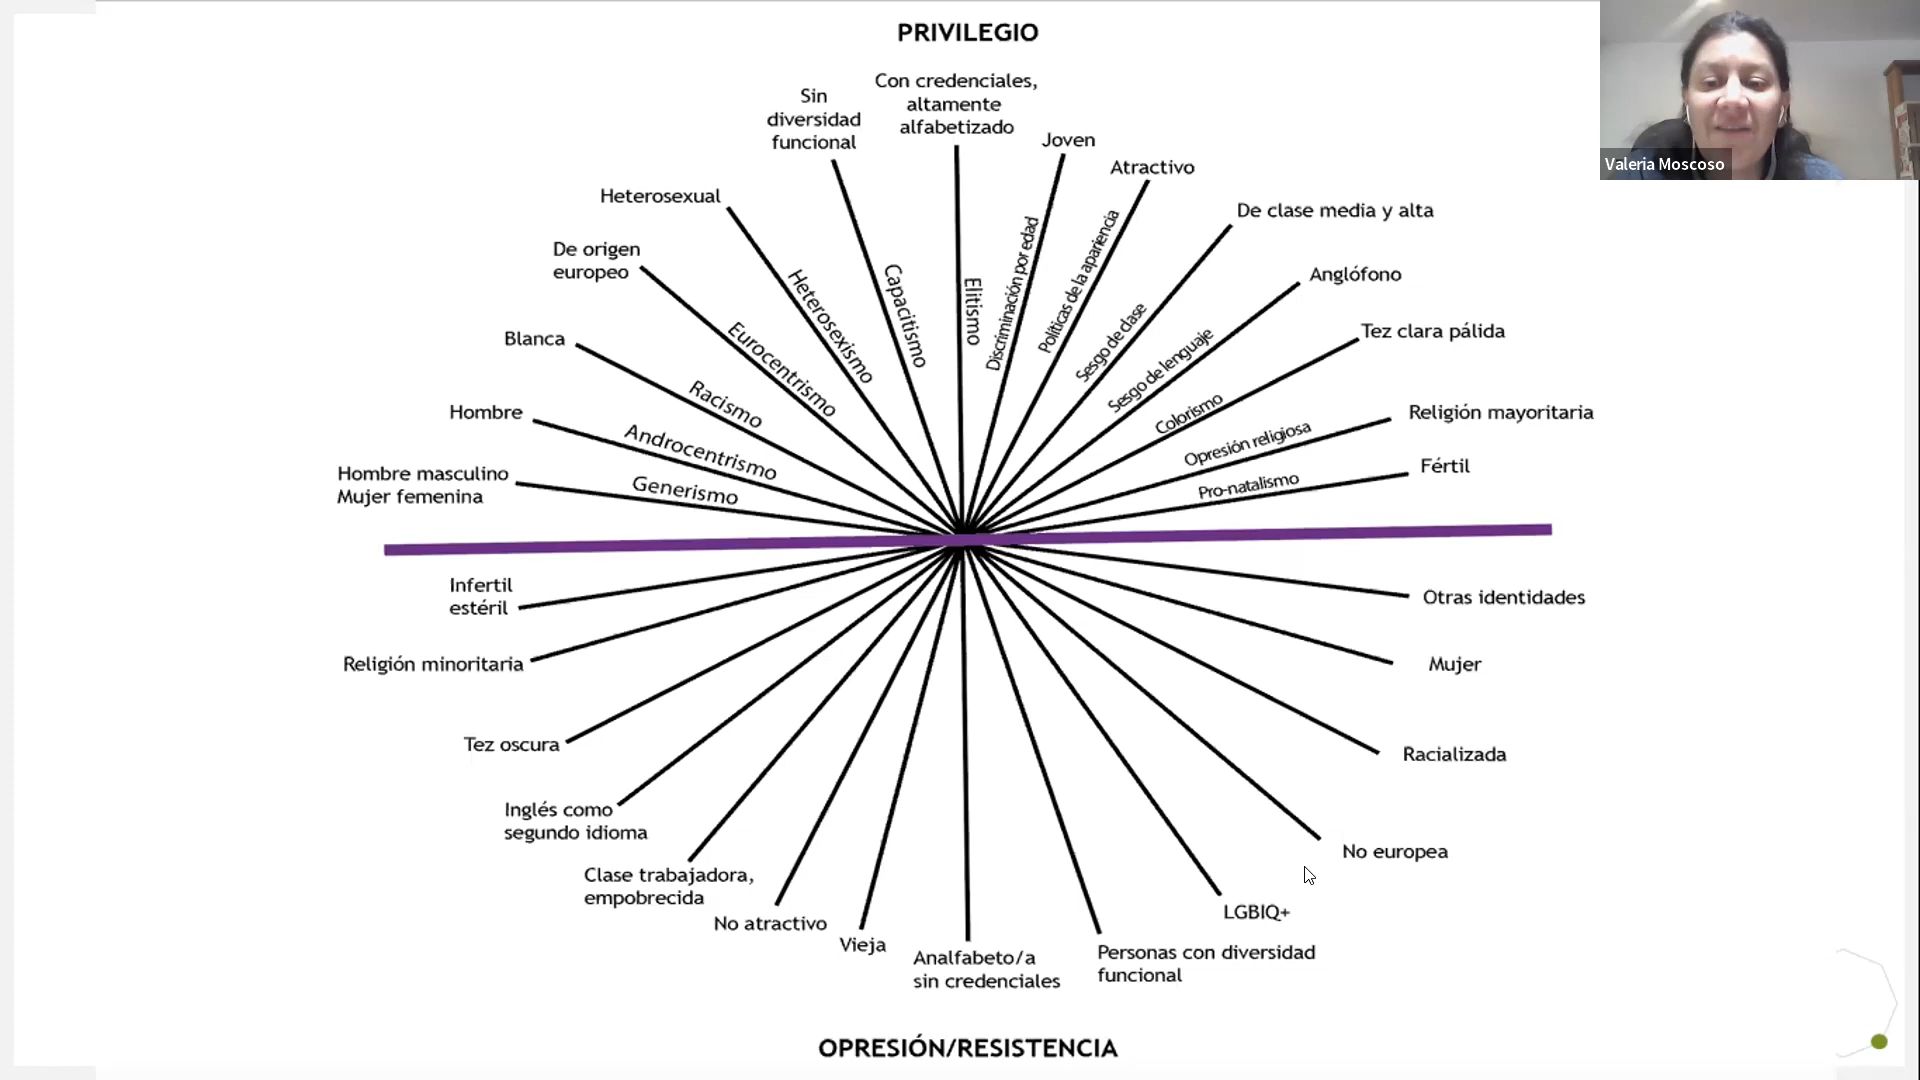 PRIVILEGIO
Sin
diversidad
funcional
Con credenciales,
altamente
alfabetizado
Joven
Atractivo
Heterosexual
De clase media y alta
De origen
europeo
Anglófono
Blanca
Tez clara pálida
Hombre
Religión mayoritaria
Hombre masculino
Mujer femenina
Fértil
Generismo
Androcentrismo
Racismo
Eurocentrismo
Heterosexismo
Capacitismo
Elitismo
Discriminación por edad
Políticas de la apariencia
Sesgo de clase
Sesgo de lenguaje
Colorismo
Opresión religiosa
Pro-natalismo
Infertil
estéril
Otras identidades
Religión minoritaria
Mujer
Tez oscura
Racializada
Inglés como
segundo idioma
No europea
Clase trabajadora,
empobrecida
No atractivo
Vieja
Analfabeto/a
sin credenciales
Personas con diversidad
funcional
LGBIQ+
OPRESIÓN/RESISTENCIA
Valeria Moscoso